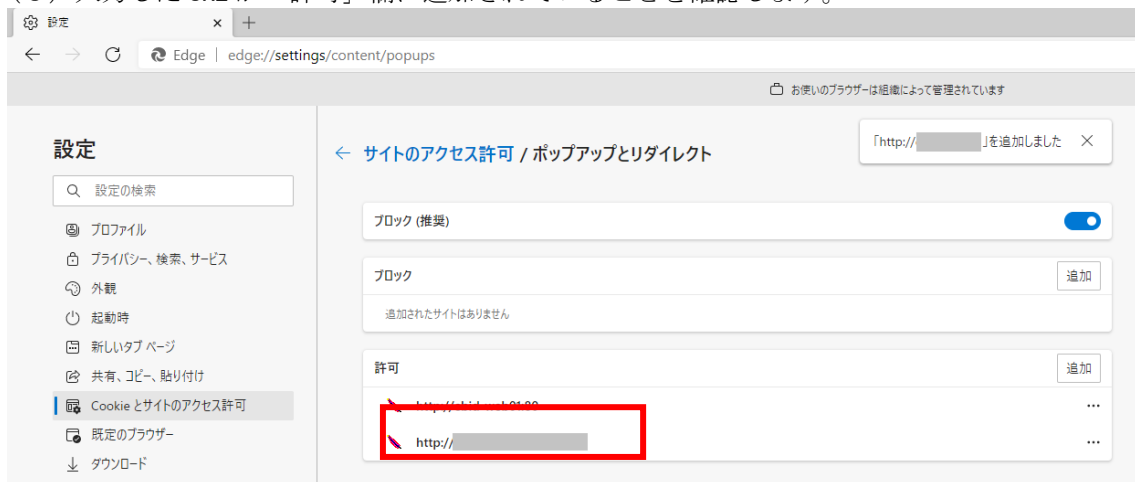 設定
Edge | edge://settings/content/popups
お使いのブラウザーは組織によって管理されています
設定
設定の検索
プロファイル
プライバシー、検索、サービス
外観
起動時
新しいタブ ページ
共有、コピー、貼り付け
Cookie とサイトのアクセス許可
既定のブラウザー
ダウンロード
サイトのアクセス許可 / ポップアップとリダイレクト
「http:// 」を追加しました
ブロック (推奨)
ブロック
追加
追加されたサイトはありません
許可
追加
http://